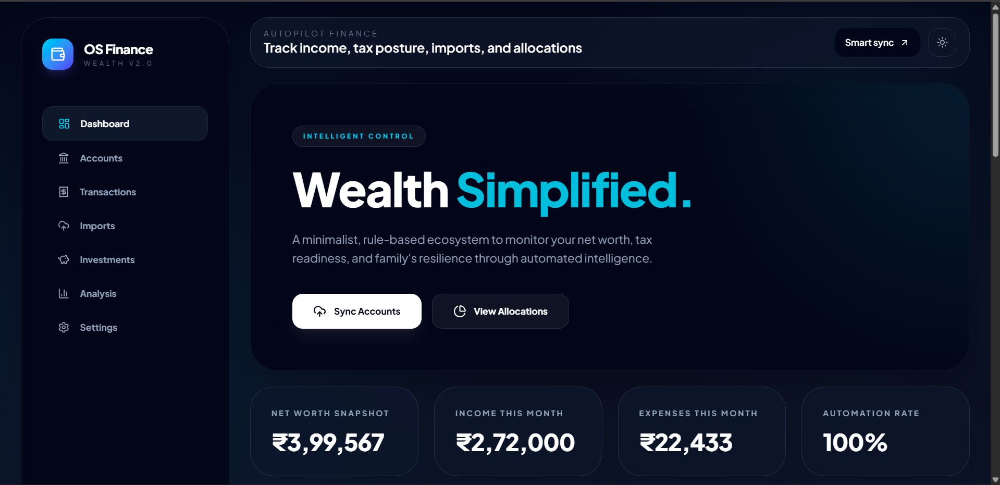 OS Finance
WEALTH V2.0
Dashboard
Accounts
Transactions
Imports
Investments
Analysis
Settings
AUTOPILOT FINANCE
Track income, tax posture, imports, and allocations
Smart sync
INTELLIGENT CONTROL
Wealth Simplified.
A minimalist, rule-based ecosystem to monitor your net worth, tax
readiness, and family's resilience through automated intelligence.
Sync Accounts
View Allocations
NET WORTH SNAPSHOT
₹3,99,567
INCOME THIS MONTH
₹2,72,000
EXPENSES THIS MONTH
₹22,433
AUTOMATION RATE
100%